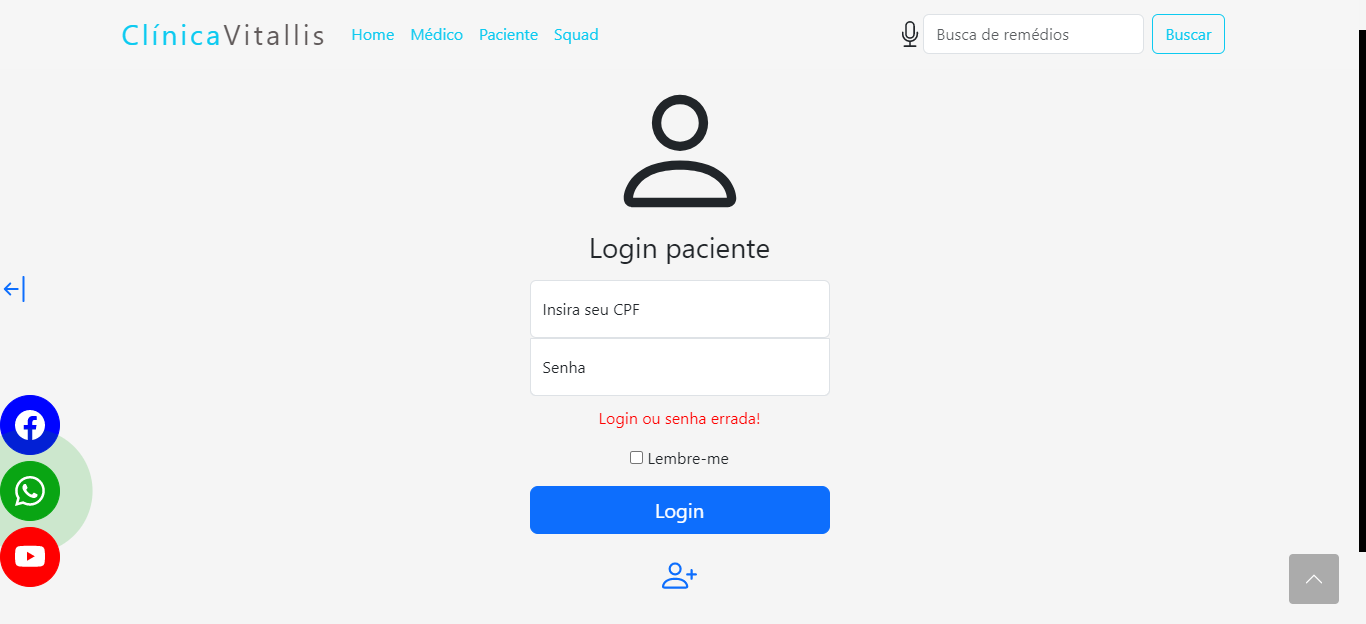 ClínicaVitallis Home Médico Paciente Squad Busca de remédios Buscar
Login paciente
Insira seu CPF
Senha
Login ou senha errada!
Lembre-me
Login